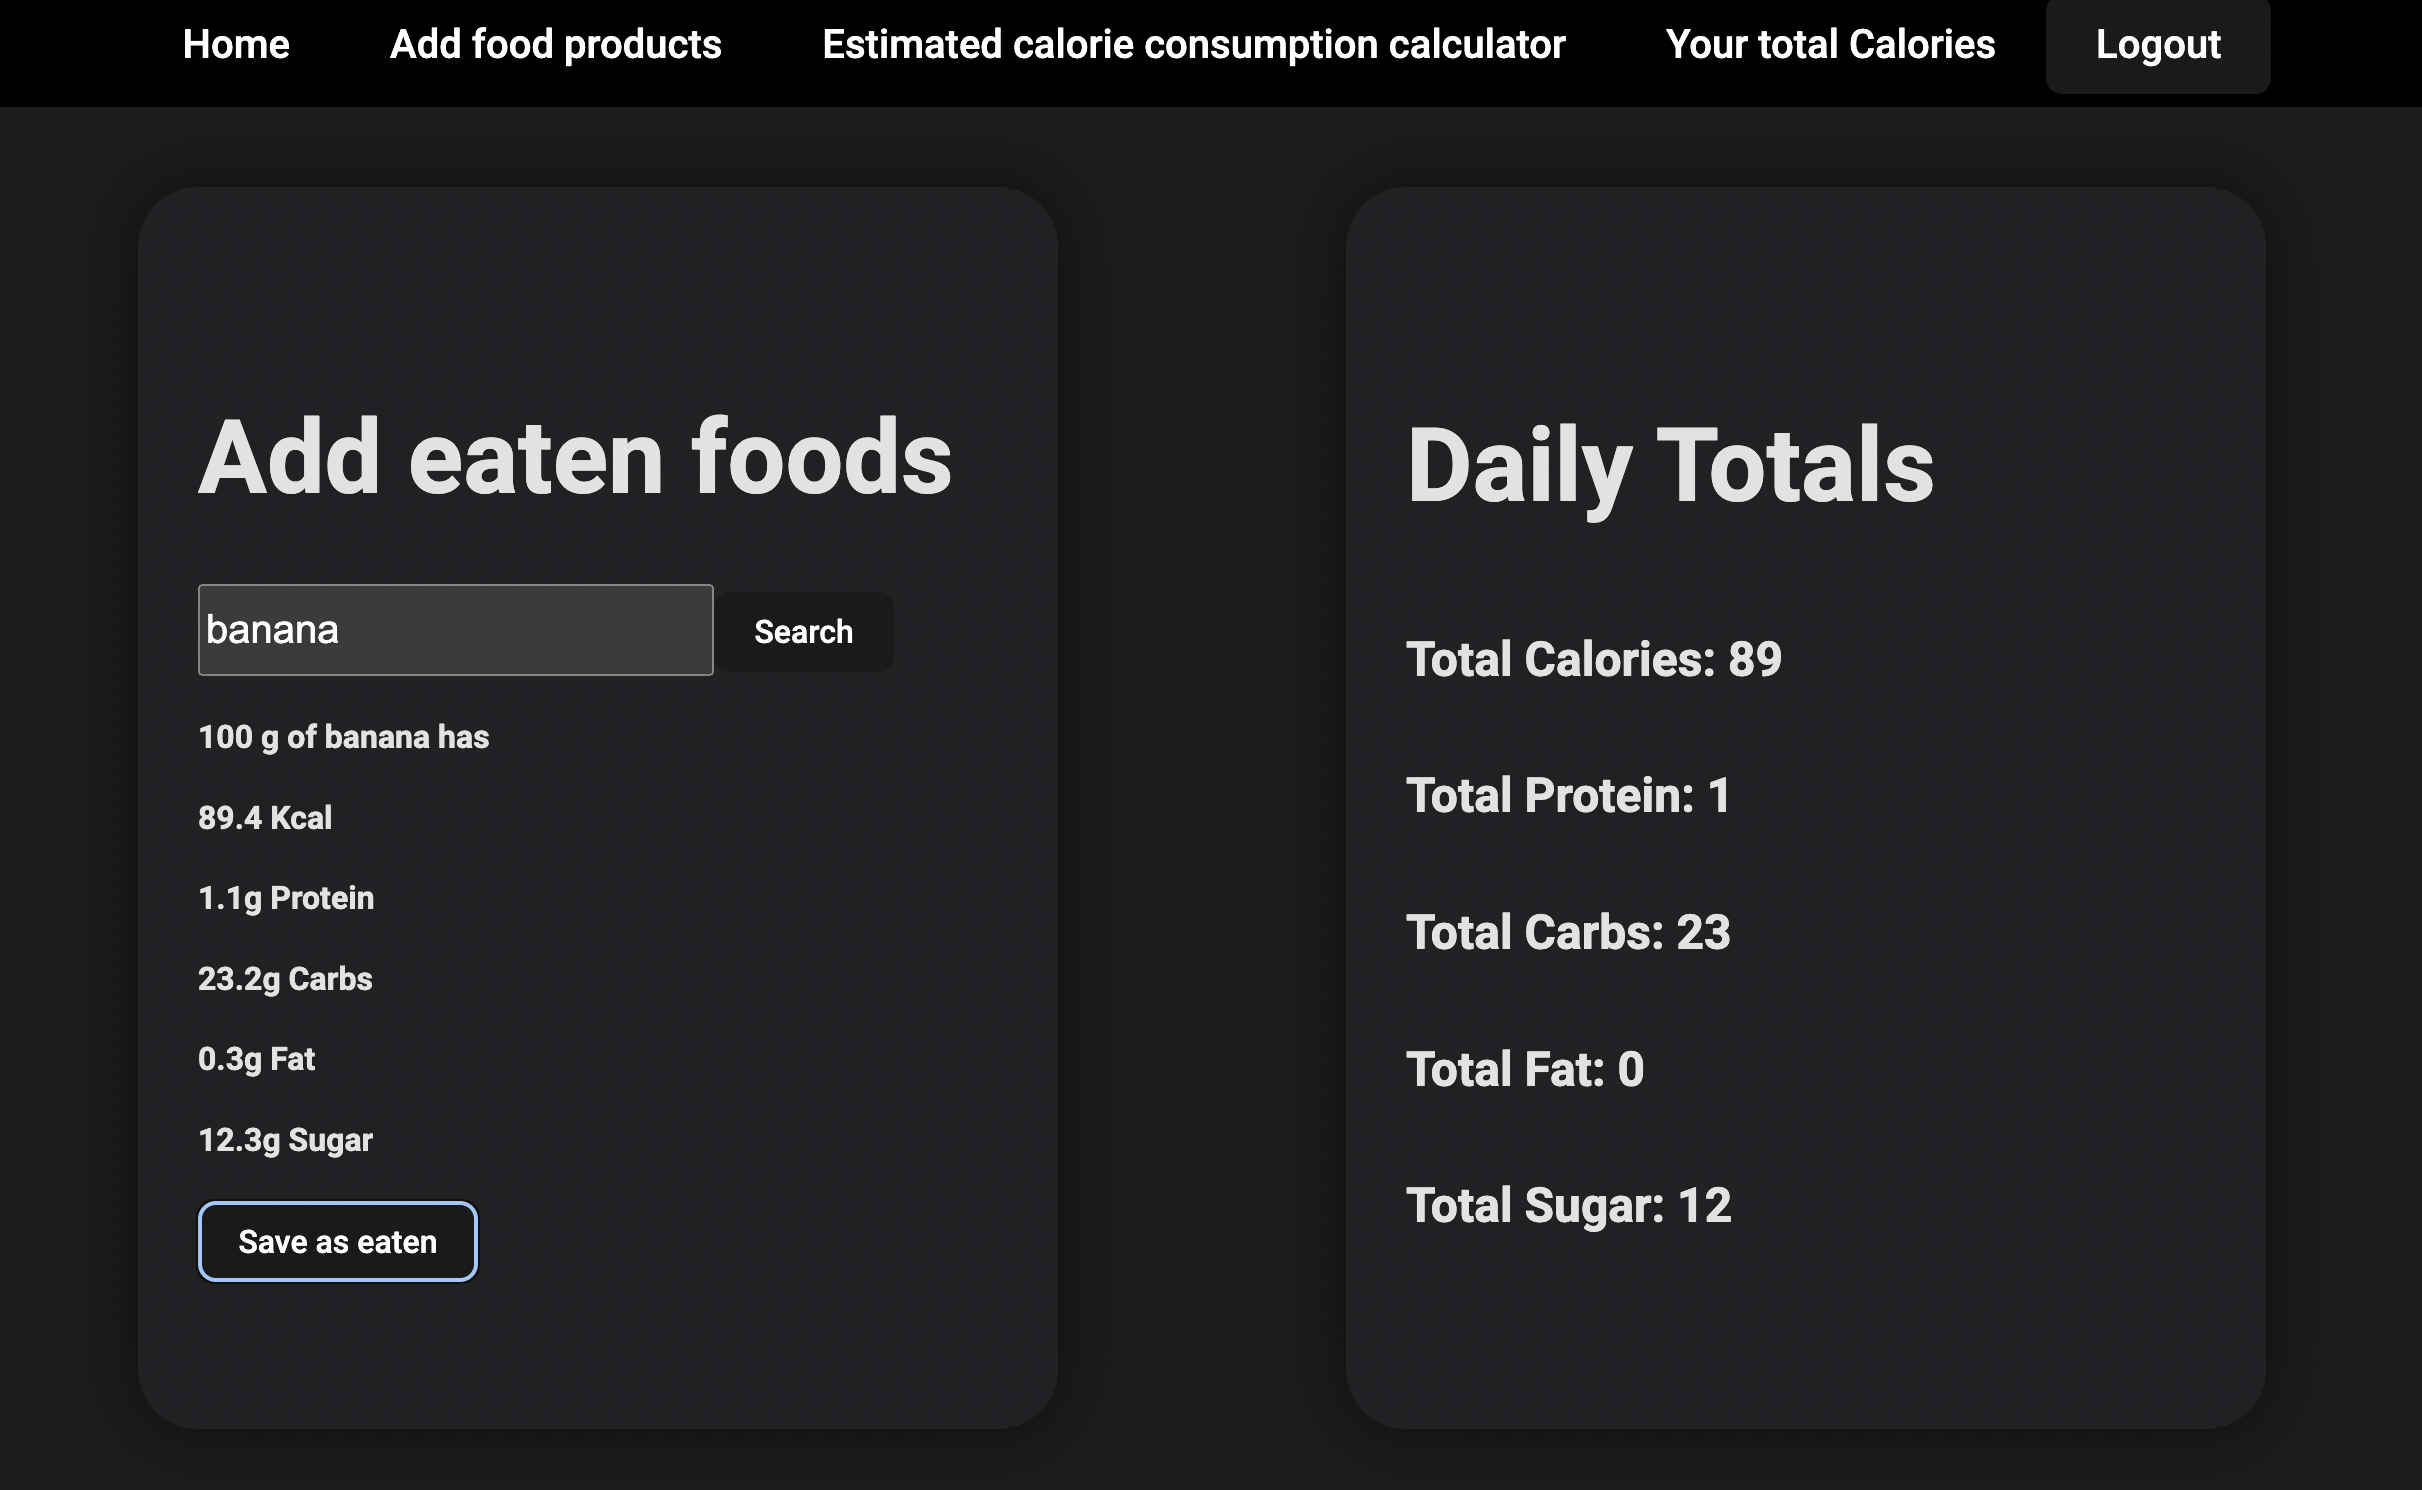 Home Add food products Estimated calorie consumption calculator Your total Calories Logout
Add eaten foods
banana Search
100 g of banana has
89.4 Kcal
1.1g Protein
23.2g Carbs
0.3g Fat
12.3g Sugar
Save as eaten
Daily Totals
Total Calories: 89
Total Protein: 1
Total Carbs: 23
Total Fat: 0
Total Sugar: 12